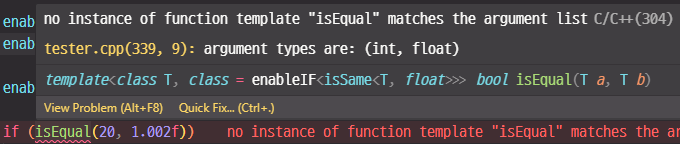 enab no instance of function template "isEqual" matches the argument list C/C++(304)
enab tester.cpp(339, 9): argument types are: (int, float)
enab template<class T, class = enableIF<isSame<T, float>>> bool isEqual(T a, T b)
View Problem (Alt+F8) Quick Fix... (Ctrl+.)
if (isEqual(20, 1.002f)) no instance of function template "isEqual" matches the ar